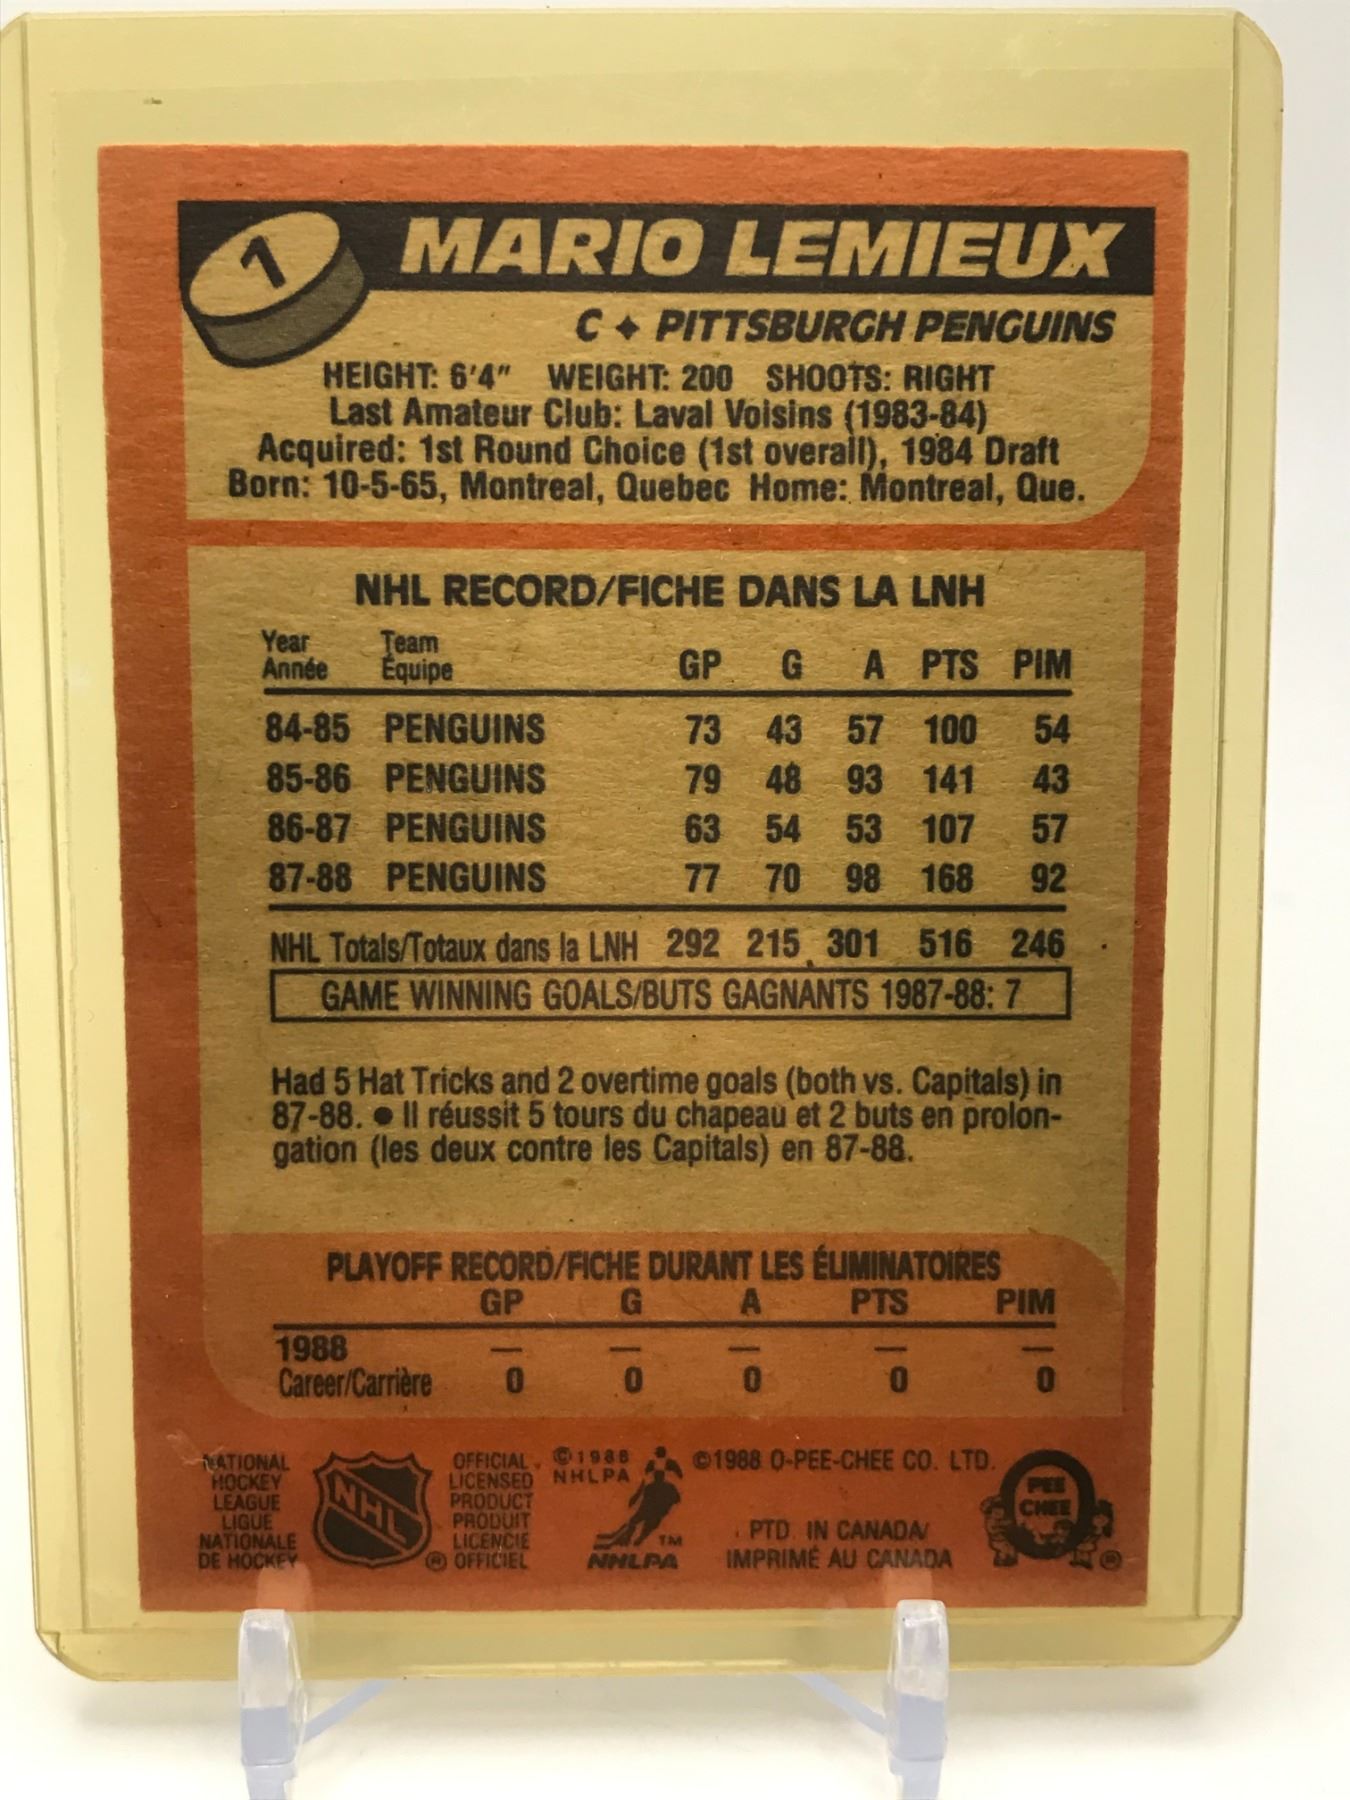 1
MARIO LEMIEUX
C ✦ PITTSBURGH PENGUINS
HEIGHT: 6'4" WEIGHT: 200 SHOOTS: RIGHT
Last Amateur Club: Laval Voisins (1983-84)
Acquired: 1st Round Choice (1st overall), 1984 Draft
Born: 10-5-65, Montreal, Quebec Home: Montreal, Que.
NHL RECORD/FICHE DANS LA LNH
Year Team
Année Équipe GP G A PTS PIM
84-85 PENGUINS 73 43 57 100 54
85-86 PENGUINS 79 48 93 141 43
86-87 PENGUINS 63 54 53 107 57
87-88 PENGUINS 77 70 98 168 92
NHL Totals/Totaux dans la LNH 292 215 301 516 246
GAME WINNING GOALS/BUTS GAGNANTS 1987-88: 7
Had 5 Hat Tricks and 2 overtime goals (both vs. Capitals) in
87-88. ● Il réussit 5 tours du chapeau et 2 buts en prolon-
gation (les deux contre les Capitals) en 87-88.
PLAYOFF RECORD/FICHE DURANT LES ÉLIMINATOIRES
GP G A PTS PIM
1988 — — — — —
Career/Carrière 0 0 0 0 0
NATIONAL
HOCKEY
LEAGUE
LIGUE
NATIONALE
DE HOCKEY
NHL
®
OFFICIAL
LICENSED
PRODUCT
PRODUIT
LICENCIÉ
OFFICIEL
©1988
NHLPA
TM
NHLPA
©1988 O-PEE-CHEE CO. LTD.
PTD. IN CANADA/
IMPRIMÉ AU CANADA
O
PEE
CHEE
®